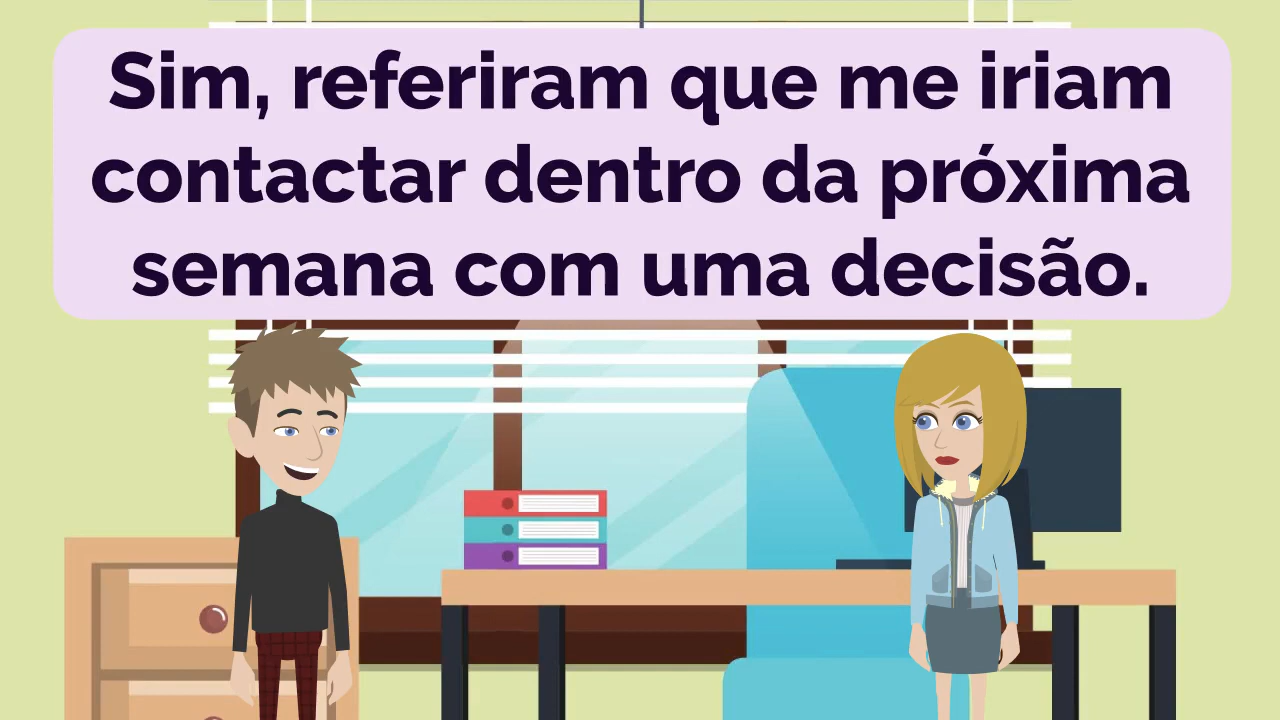 Sim, referiram que me iriam
contactar dentro da próxima
semana com uma decisão.